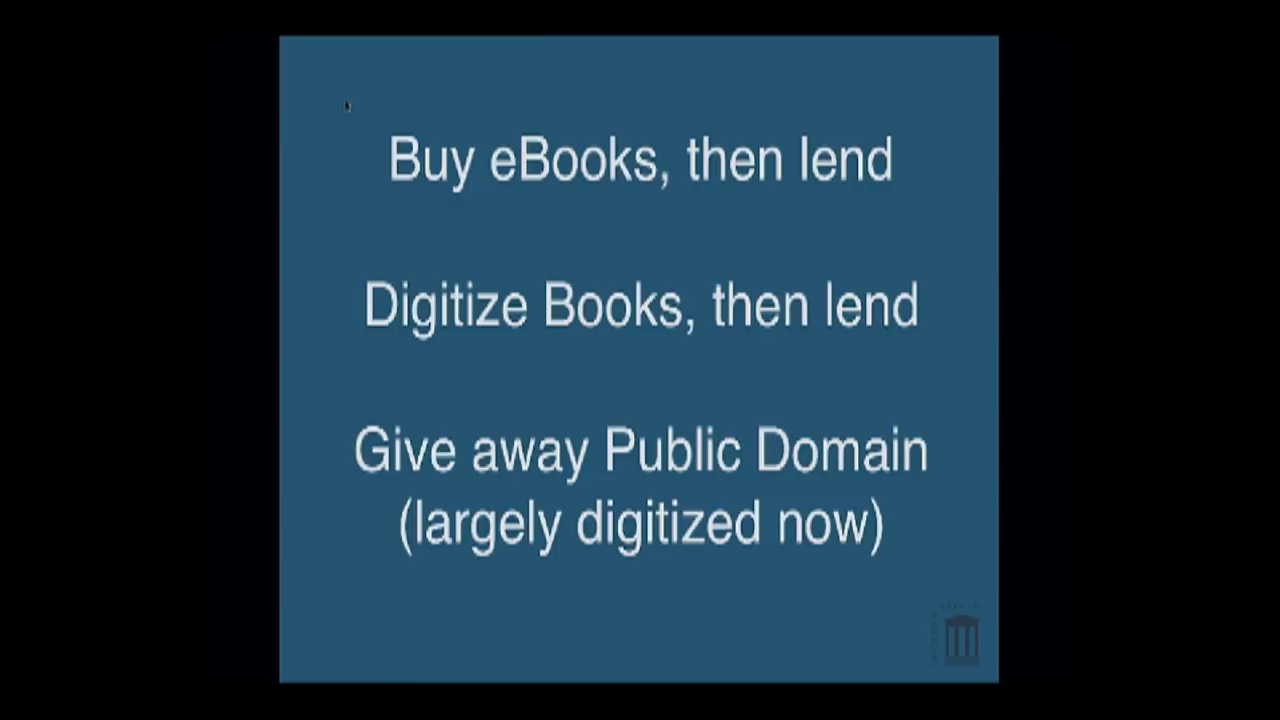 Buy eBooks, then lend
Digitize Books, then lend
Give away Public Domain
(largely digitized now)